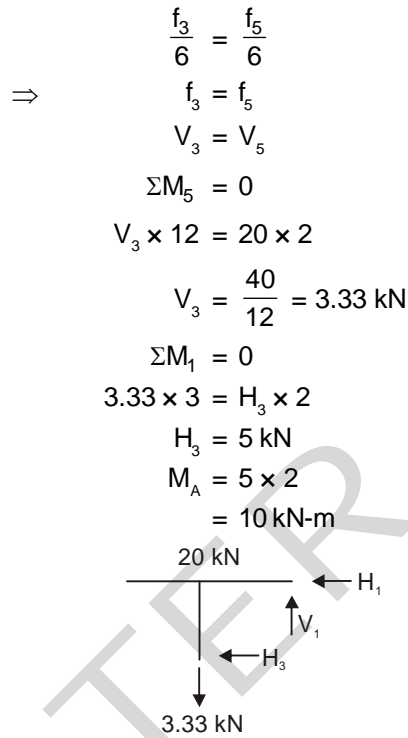 f₃/6 = f₅/6
⇒ f₃ = f₅
V₃ = V₅
ΣM₅ = 0
V₃ × 12 = 20 × 2
V₃ = 40/12 = 3.33 kN
ΣM₁ = 0
3.33 × 3 = H₃ × 2
H₃ = 5 kN
M_A = 5 × 2
= 10 kN-m
20 kN
H₁
V₁
H₃
3.33 kN
TER